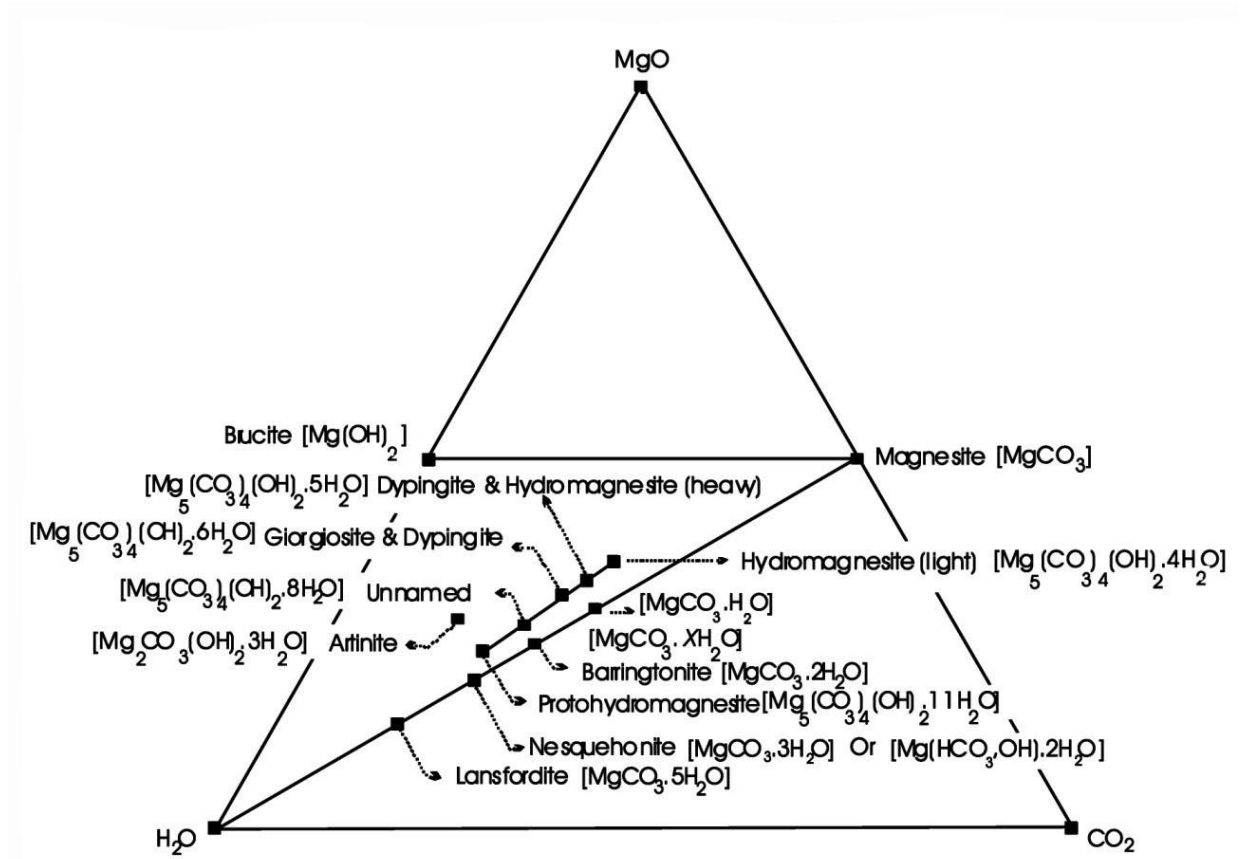 MgO
Brucite [Mg(OH)2]
Magnesite [MgCO3]
[Mg5(CO3)4(OH)2.5H2O] Dypingite & Hydromagnesite (heavy)
[Mg5(CO3)4(OH)2.6H2O] Giorgiosite & Dypingite
Hydromagnesite (light) [Mg5(CO3)4(OH)2.4H2O]
[Mg5(CO3)4(OH)2.8H2O] Unnamed
[MgCO3.H2O]
[Mg2CO3(OH)2.3H2O] Artinite
[MgCO3.XH2O]
Barringtonite [MgCO3.2H2O]
Protohydromagnesite [Mg5(CO3)4(OH)2.11H2O]
Nesquehonite [MgCO3.3H2O] Or [Mg(HCO3,OH).2H2O]
Lansfordite [MgCO3.5H2O]
H2O
CO2